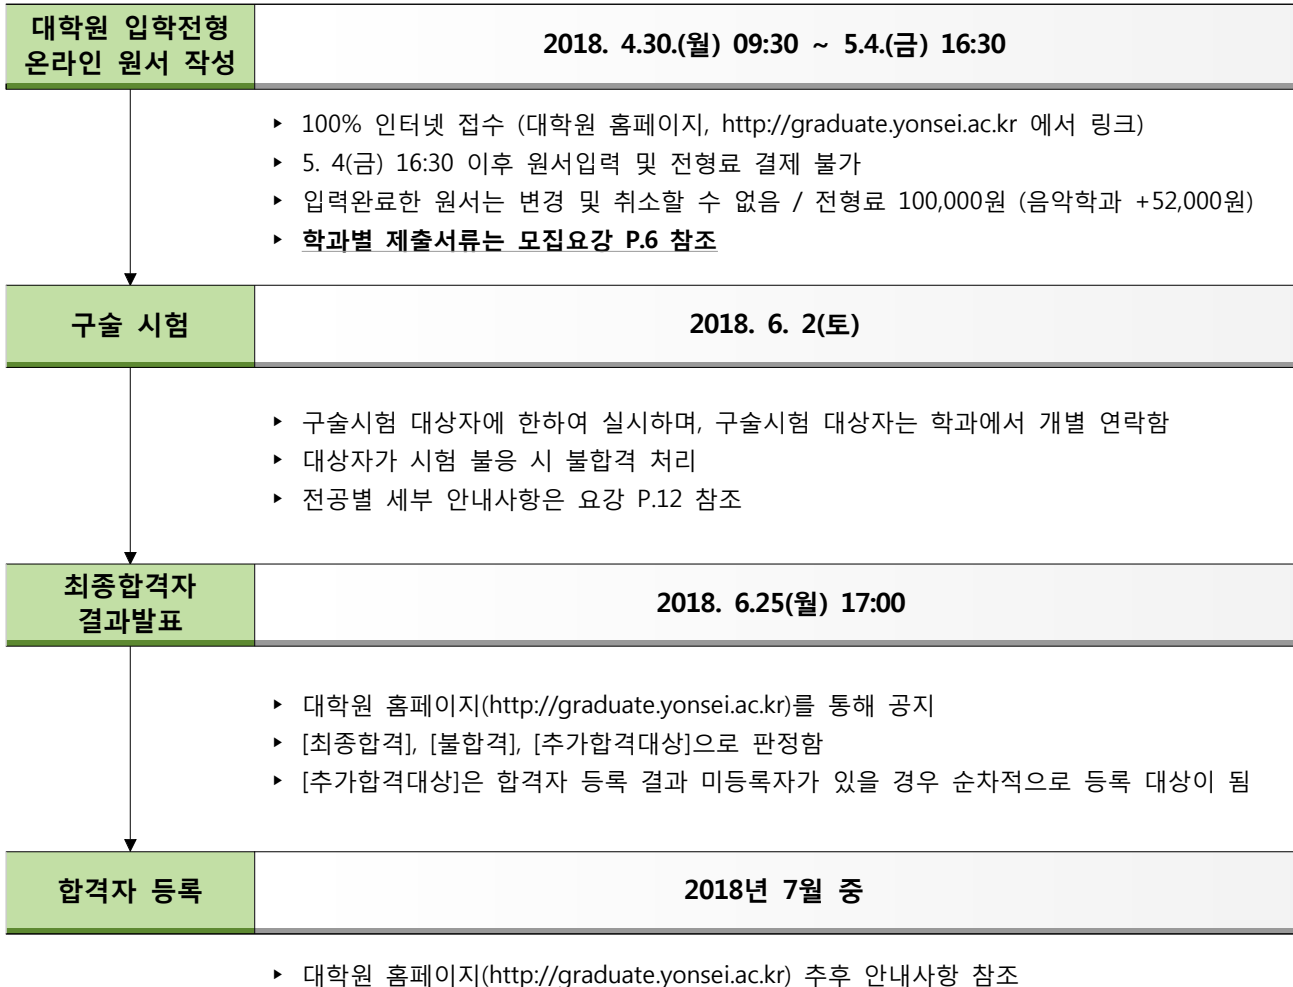 대학원 입학전형
온라인 원서 작성
2018. 4.30.(월) 09:30 ~ 5.4.(금) 16:30
▸ 100% 인터넷 접수 (대학원 홈페이지, http://graduate.yonsei.ac.kr 에서 링크)
▸ 5. 4(금) 16:30 이후 원서입력 및 전형료 결제 불가
▸ 입력완료한 원서는 변경 및 취소할 수 없음 / 전형료 100,000원 (음악학과 +52,000원)
▸ 학과별 제출서류는 모집요강 P.6 참조
구술 시험
2018. 6. 2(토)
▸ 구술시험 대상자에 한하여 실시하며, 구술시험 대상자는 학과에서 개별 연락함
▸ 대상자가 시험 불응 시 불합격 처리
▸ 전공별 세부 안내사항은 요강 P.12 참조
최종합격자
결과발표
2018. 6.25(월) 17:00
▸ 대학원 홈페이지(http://graduate.yonsei.ac.kr)를 통해 공지
▸ [최종합격], [불합격], [추가합격대상]으로 판정함
▸ [추가합격대상]은 합격자 등록 결과 미등록자가 있을 경우 순차적으로 등록 대상이 됨
합격자 등록
2018년 7월 중
▸ 대학원 홈페이지(http://graduate.yonsei.ac.kr) 추후 안내사항 참조